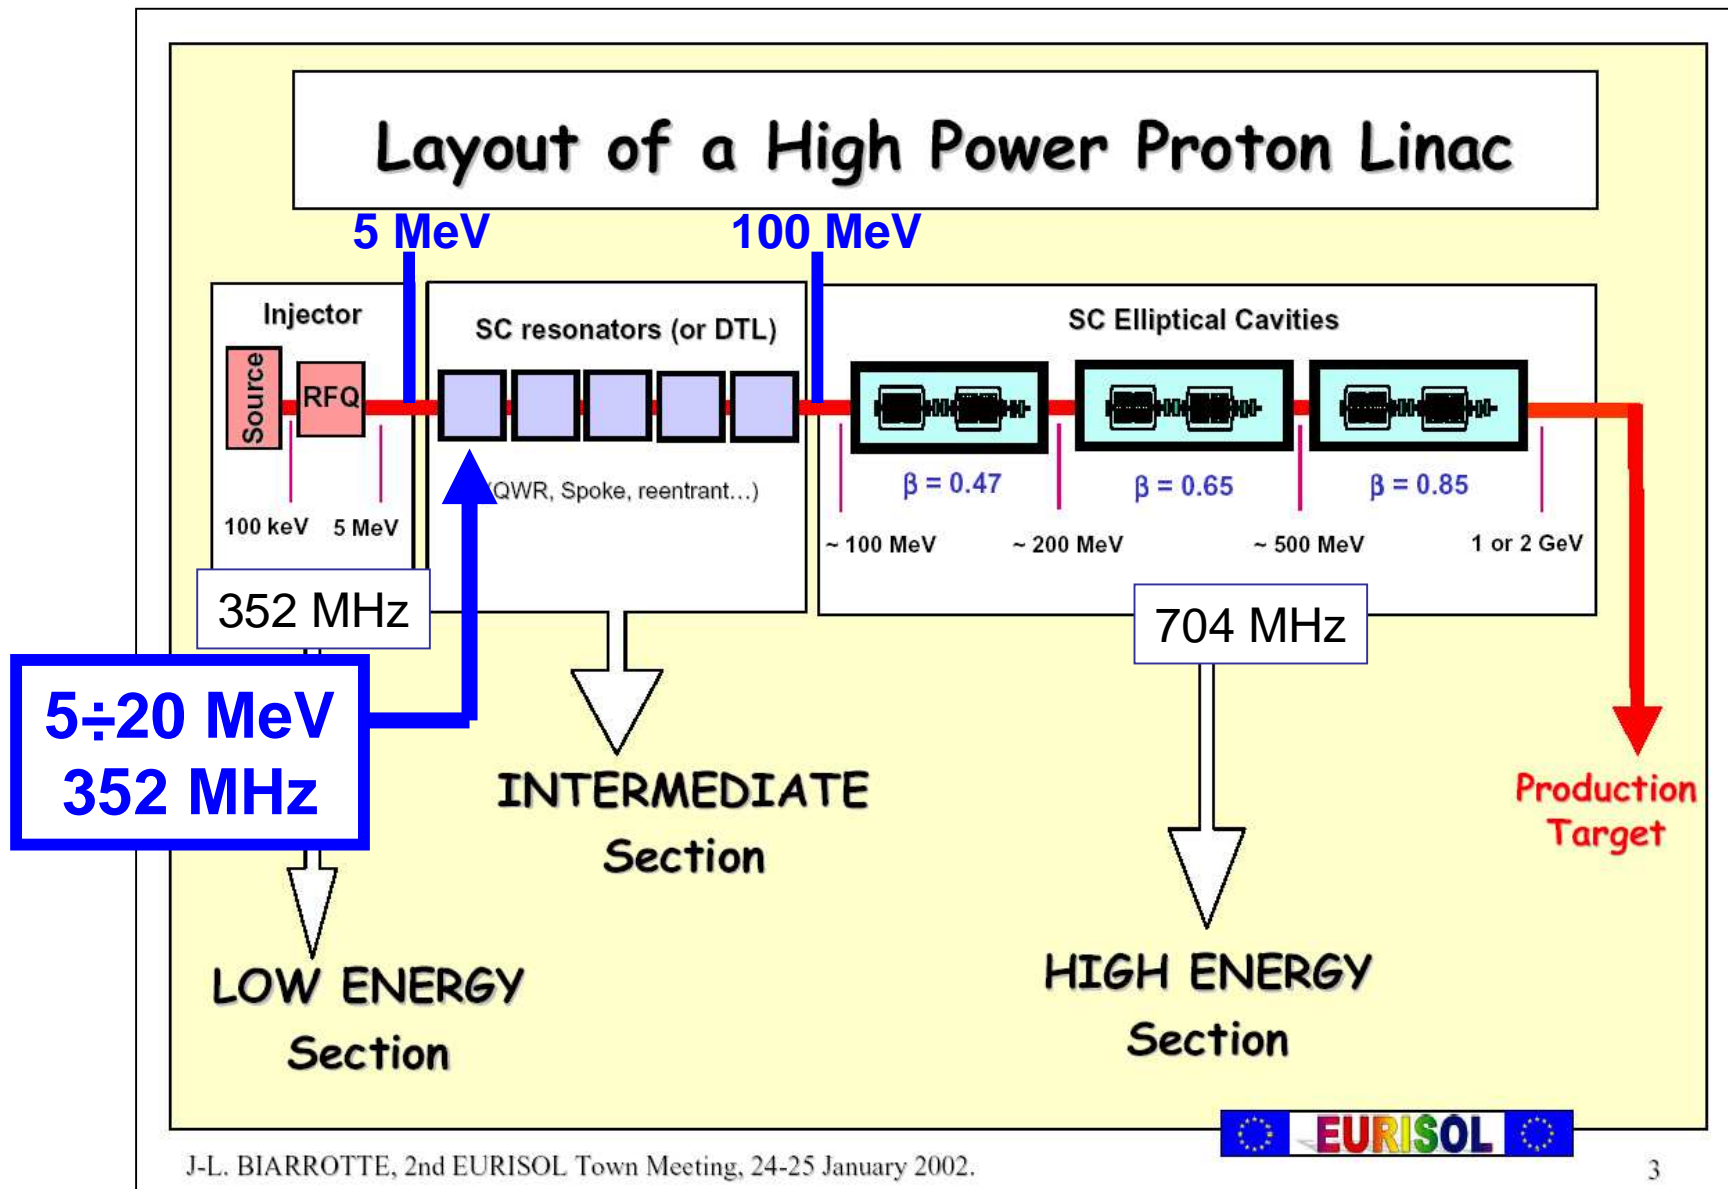 Layout of a High Power Proton Linac
5 MeV
100 MeV
Injector
SC resonators (or DTL)
SC Elliptical Cavities
Source
RFQ
(QWR, Spoke, reentrant...)
β = 0.47
β = 0.65
β = 0.85
100 keV
5 MeV
~ 100 MeV
~ 200 MeV
~ 500 MeV
1 or 2 GeV
352 MHz
704 MHz
5÷20 MeV
352 MHz
INTERMEDIATE
Section
Production
Target
LOW ENERGY
Section
HIGH ENERGY
Section
EURISOL
J-L. BIARROTTE, 2nd EURISOL Town Meeting, 24-25 January 2002.
3